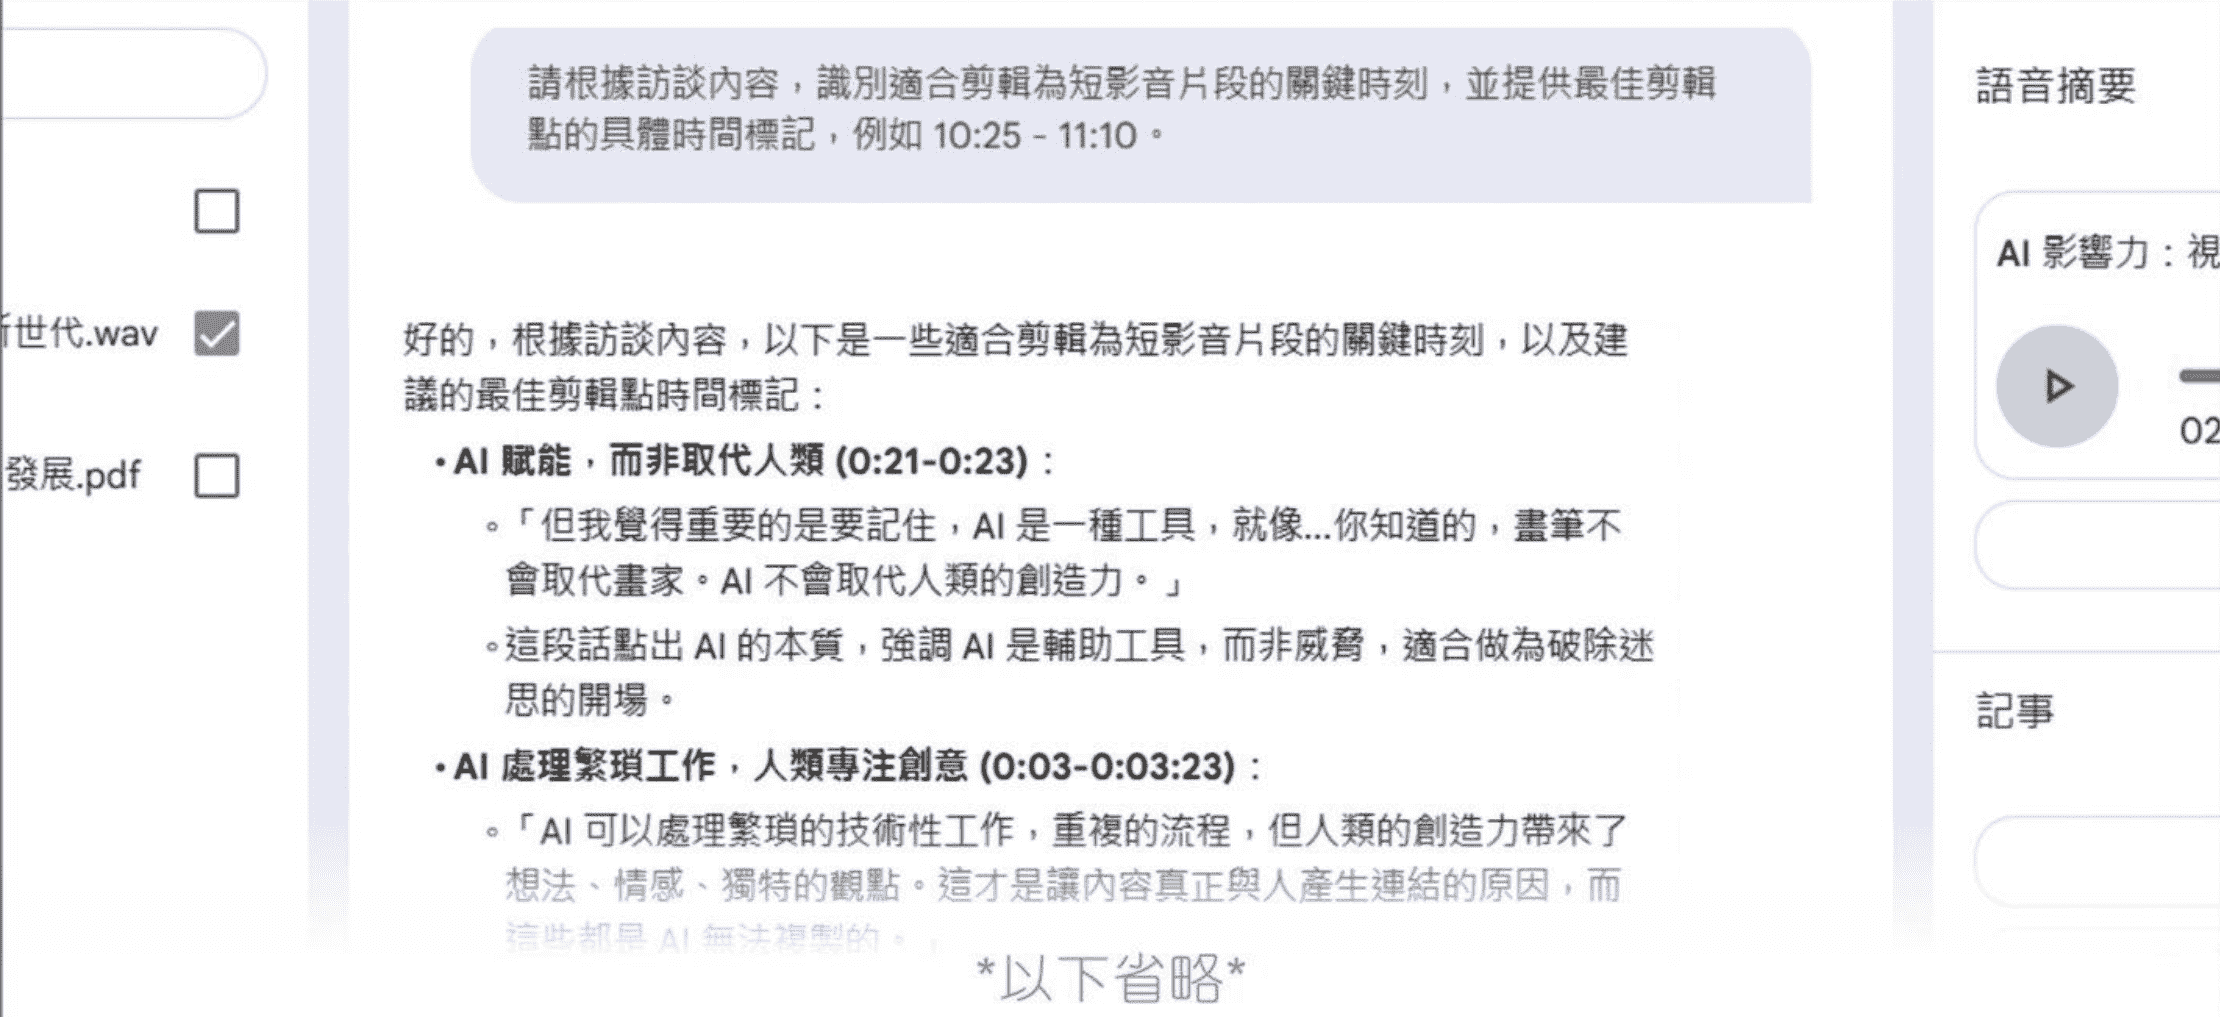 請根據訪談內容，識別適合剪輯為短影音片段的關鍵時刻，並提供最佳剪輯
點的具體時間標記，例如 10:25 - 11:10。
世代.wav
發展.pdf
好的，根據訪談內容，以下是一些適合剪輯為短影音片段的關鍵時刻，以及建
議的最佳剪輯點時間標記：
•AI 賦能，而非取代人類 (0:21-0:23)：
。「但我覺得重要的是要記住，AI 是一種工具，就像...你知道的，畫筆不
會取代畫家。AI 不會取代人類的創造力。」
。這段話點出 AI 的本質，強調 AI 是輔助工具，而非威脅，適合做為破除迷
思的開場。
•AI 處理繁瑣工作，人類專注創意 (0:03-0:03:23)：
。「AI 可以處理繁瑣的技術性工作，重複的流程，但人類的創造力帶來了
想法、情感、獨特的觀點。這才是讓內容真正與人產生連結的原因，而
這些都是 AI 無法複製的。」
*以下省略*
語音摘要
AI 影響力：視
02
記事